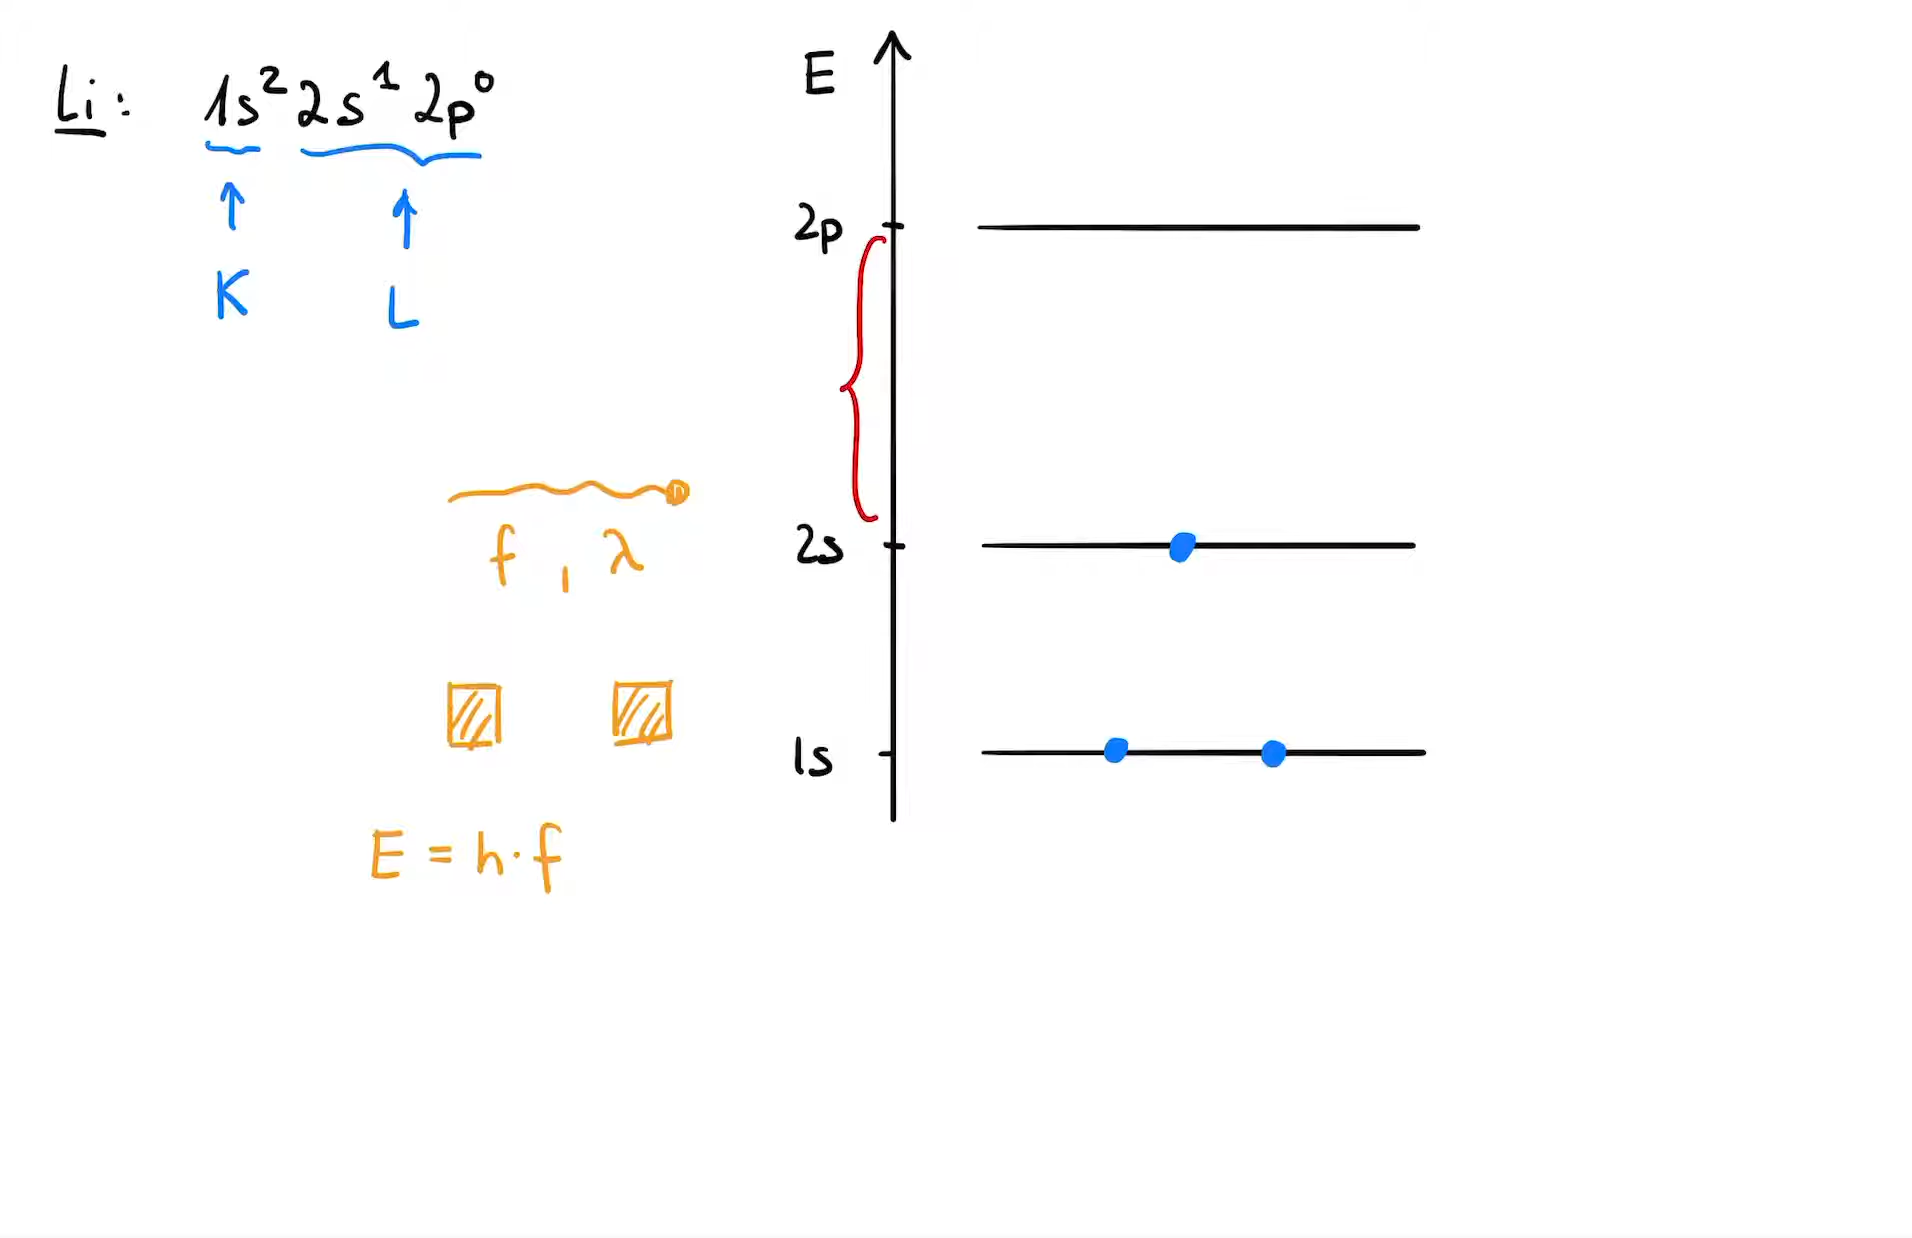 Li: 1s² 2s¹ 2p⁰
K L
E
2p
2s
1s
f, λ
E = h·f